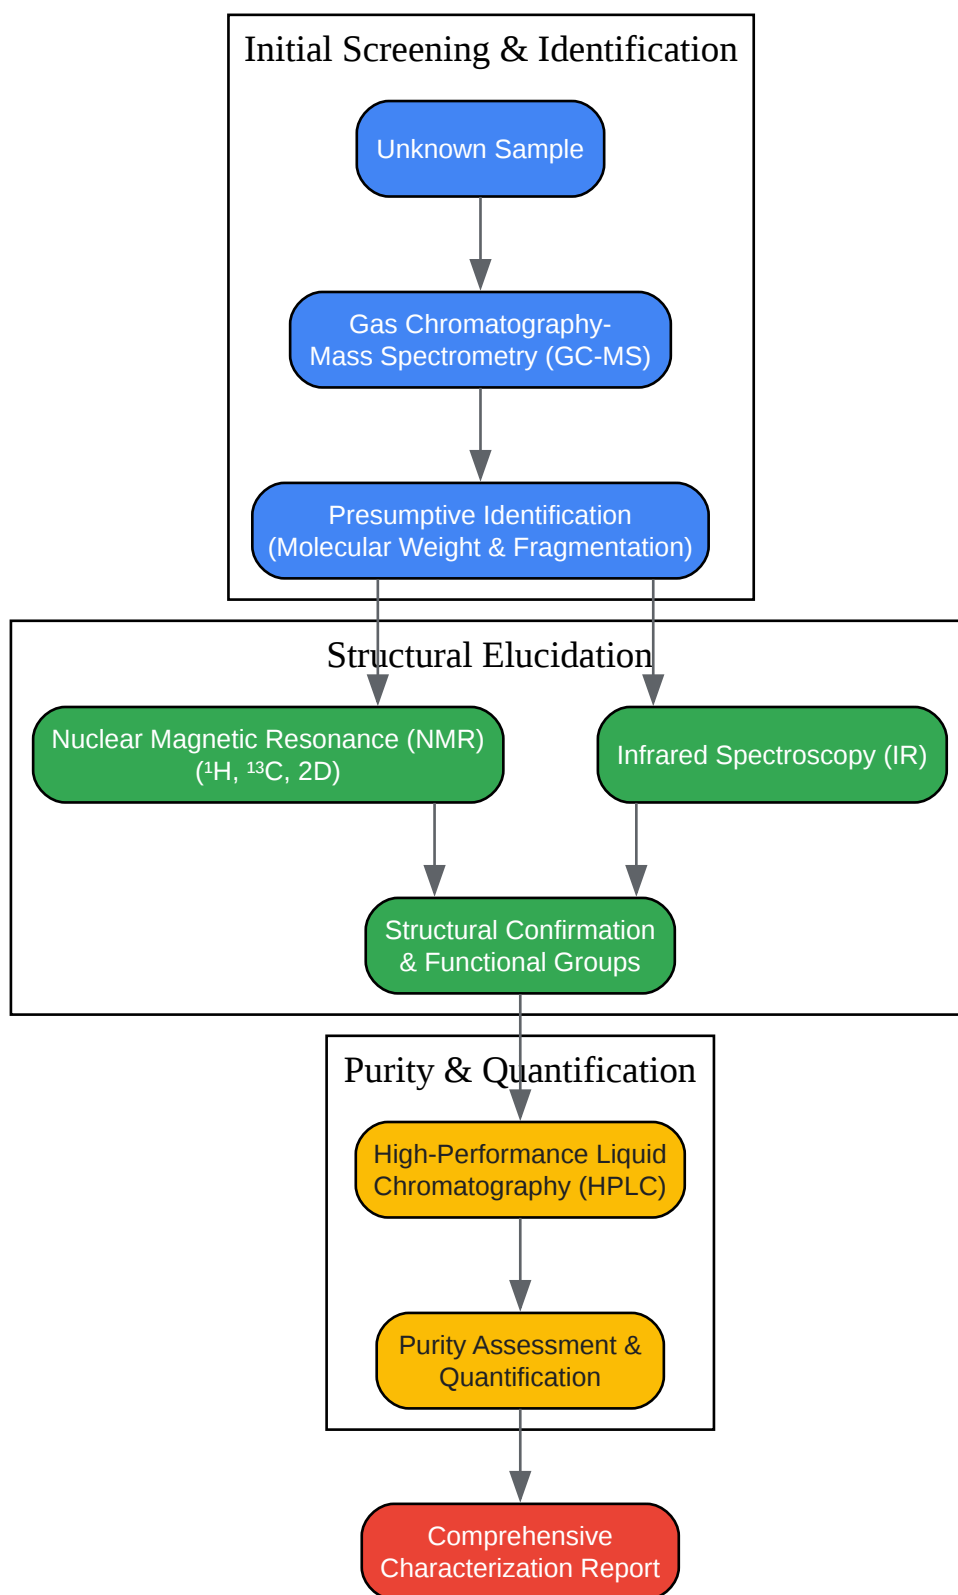 Initial Screening & Identification
Unknown Sample
Gas Chromatography-
Mass Spectrometry (GC-MS)
Presumptive Identification
(Molecular Weight & Fragmentation)
Structural Elucidation
Nuclear Magnetic Resonance (NMR)
(¹H, ¹³C, 2D)
Infrared Spectroscopy (IR)
Structural Confirmation
& Functional Groups
Purity & Quantification
High-Performance Liquid
Chromatography (HPLC)
Purity Assessment &
Quantification
Comprehensive
Characterization Report